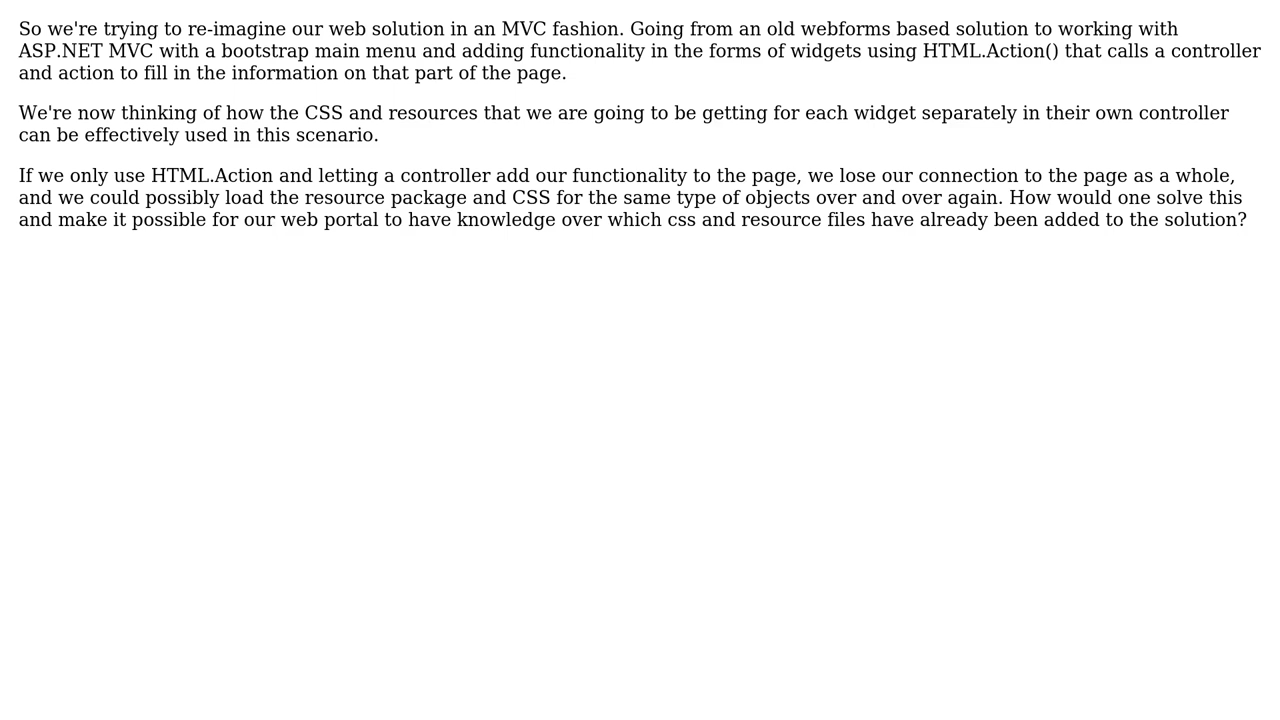 So we're trying to re-imagine our web solution in an MVC fashion. Going from an old webforms based solution to working with
ASP.NET MVC with a bootstrap main menu and adding functionality in the forms of widgets using HTML.Action() that calls a controller
and action to fill in the information on that part of the page.
We're now thinking of how the CSS and resources that we are going to be getting for each widget separately in their own controller
can be effectively used in this scenario.
If we only use HTML.Action and letting a controller add our functionality to the page, we lose our connection to the page as a whole,
and we could possibly load the resource package and CSS for the same type of objects over and over again. How would one solve this
and make it possible for our web portal to have knowledge over which css and resource files have already been added to the solution?